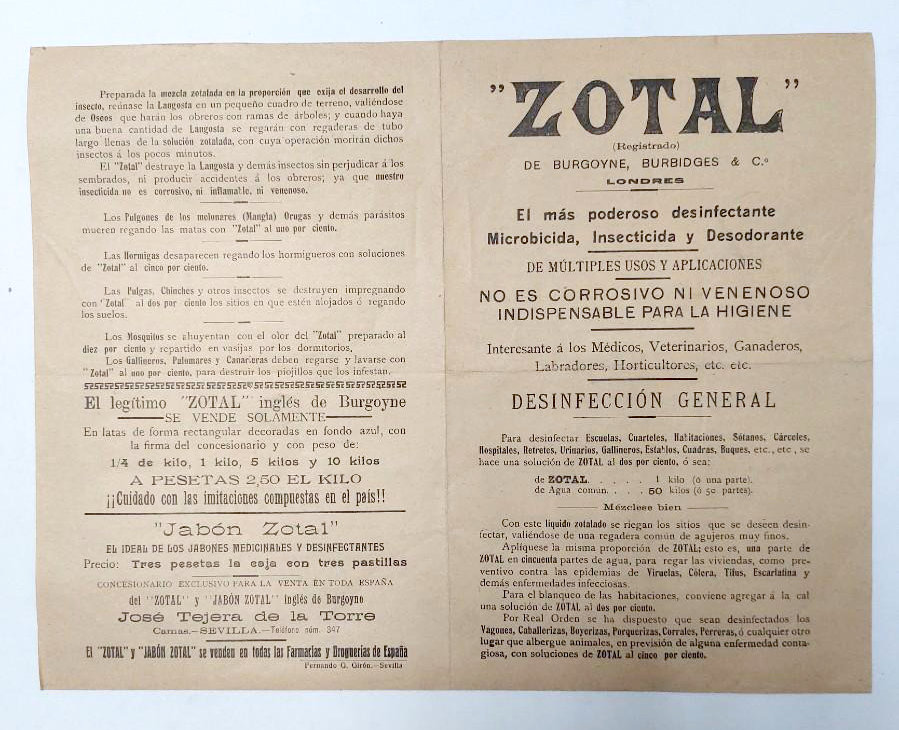 Preparada la mezcla zotalada en la proporción que exija el desarrollo del
insecto, reúnase la Langosta en un pequeño cuadro de terreno, valiéndose
de Oseos que harán los obreros con ramas de árboles; y cuando haya
una buena cantidad de Langosta se regarán con regaderas de tubo
largo llenas de la solución zotalada, con cuya operación morirán dichos
insectos á los pocos minutos.
El "Zotal" destruye la Langosta y demás insectos sin perjudicar á los
sembrados, ni producir accidentes á los obreros; ya que nuestro
insecticida no es corrosivo, ni inflamable, ni venenoso.
Los Pulgones de los melonares (Mangla) Orugas y demás parásitos
mueren regando las matas con "Zotal" al uno por ciento.
Las Hormigas desaparecen regando los hormigueros con soluciones
de "Zotal" al cinco por ciento.
Las Pulgas, Chinches y otros insectos se destruyen impregnando
con "Zotal" al dos por ciento los sitios en que estén alojados ó regando
los suelos.
Los Mosquitos se ahuyentan con el olor del "Zotal" preparado al
diez por ciento y repartido en vasijas por los dormitorios,
Los Gallineros, Palomares y Canarieras deben regarse y lavarse con
"Zotal" al uno por ciento, para destruir los piojillos que los infestan.
El legítimo "ZOTAL" inglés de Burgoyne
SE VENDE SOLAMENTE
En latas de forma rectangular decoradas en fondo azul, con
la firma del concesionario y con peso de:
1/4 de kilo, 1 kilo, 5 kilos y 10 kilos
A PESETAS 2,50 EL KILO
¡¡Cuidado con las imitaciones compuestas en el país!!
"Jabón Zotal"
EL IDEAL DE LOS JABONES MEDICINALES Y DESINFECTANTES
Precio: Tres pesetas la caja con tres pastillas
CONCESIONARIO EXCLUSIVO PARA LA VENTA EN TODA ESPAÑA
del "ZOTAL" y "JABÓN ZOTAL" inglés de Burgoyne
José Tejera de la Torre
Camas.—SEVILLA.—Teléfono núm. 347
El "ZOTAL" y "JABÓN ZOTAL" se venden en todas las Farmacias y Droguerías de España
Fernando G. Girón.—Sevilla
"ZOTAL"
(Registrado)
DE BURGOYNE, BURBIDGES & C.º
LONDRES
El más poderoso desinfectante
Microbicida, Insecticida y Desodorante
DE MÚLTIPLES USOS Y APLICACIONES
NO ES CORROSIVO NI VENENOSO
INDISPENSABLE PARA LA HIGIENE
Interesante á los Médicos, Veterinarios, Ganaderos,
Labradores, Horticultores, etc. etc.
DESINFECCIÓN GENERAL
Para desinfectar Escuelas, Cuarteles, Habitaciones, Sótanos, Cárceles,
Hospitales, Retretes, Urinarios, Gallineros, Establos, Cuadras, Buques, etc., etc, se
hace una solución de ZOTAL al dos por ciento, ó sea:
de ZOTAL . . . . . 1 kilo (ó una parte).
de Agua común. . . . 50 kilos (ó 50 partes).
Mézclese bien
Con este líquido zotalado se riegan los sitios que se deseen desin-
fectar, valiéndose de una regadera común de agujeros muy finos.
Aplíquese la misma proporción de ZOTAL; esto es, una parte de
ZOTAL en cincuenta partes de agua, para regar las viviendas, como pre-
ventivo contra las epidemias de Viruelas, Cólera, Tifus, Escarlatina y
demás enfermedades infecciosas.
Para el blanqueo de las habitaciones, conviene agregar á la cal
una solución de ZOTAL al dos por ciento.
Por Real Orden se ha dispuesto que sean desinfectados los
Vagones, Caballerizas, Boyerizas, Porquerizas, Corrales, Perreras, ó cualquier otro
lugar que albergue animales, en previsión de alguna enfermedad conta-
giosa, con soluciones de ZOTAL al cinco por ciento.